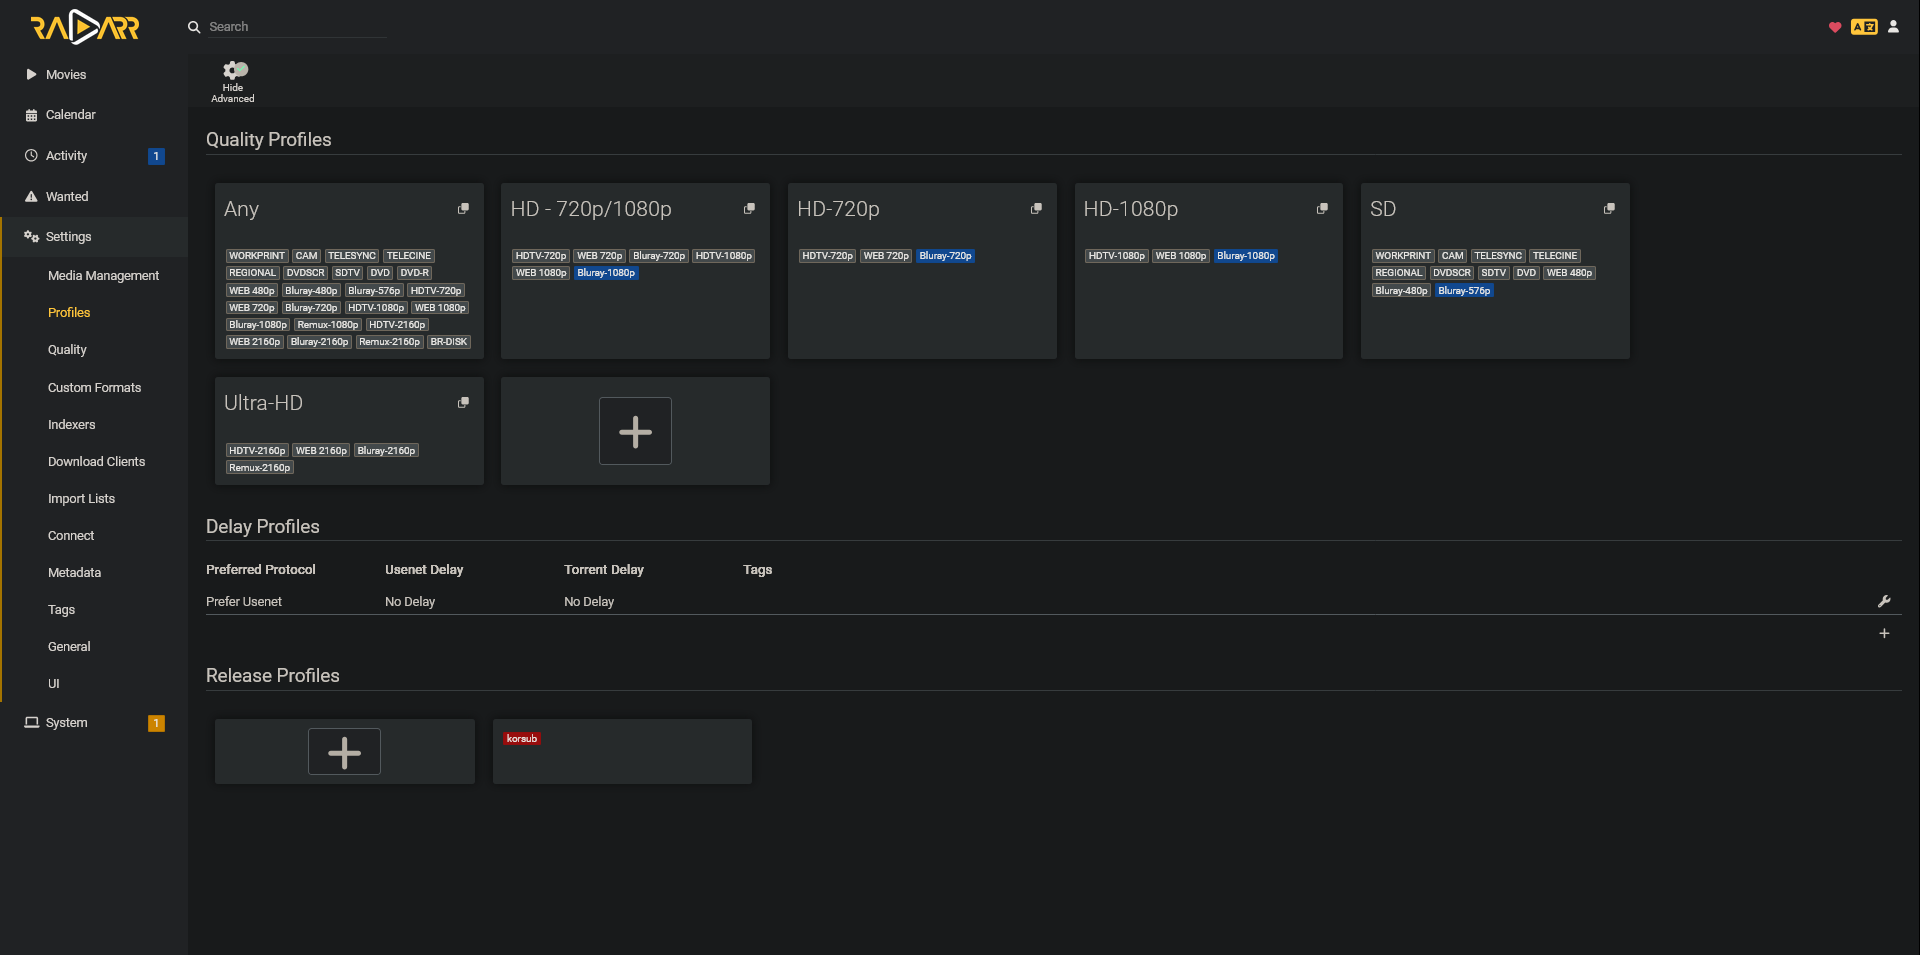 RADARR
Search
Movies
Calendar
Activity 1
Wanted
Settings
Media Management
Profiles
Quality
Custom Formats
Indexers
Download Clients
Import Lists
Connect
Metadata
Tags
General
UI
System 1
Hide
Advanced
Quality Profiles
Any
WORKPRINT CAM TELESYNC TELECINE
REGIONAL DVDSCR SDTV DVD DVD-R
WEB 480p Bluray-480p Bluray-576p HDTV-720p
WEB 720p Bluray-720p HDTV-1080p WEB 1080p
Bluray-1080p Remux-1080p HDTV-2160p
WEB 2160p Bluray-2160p Remux-2160p BR-DISK
HD - 720p/1080p
HDTV-720p WEB 720p Bluray-720p HDTV-1080p
WEB 1080p Bluray-1080p
HD-720p
HDTV-720p WEB 720p Bluray-720p
HD-1080p
HDTV-1080p WEB 1080p Bluray-1080p
SD
WORKPRINT CAM TELESYNC TELECINE
REGIONAL DVDSCR SDTV DVD WEB 480p
Bluray-480p Bluray-576p
Ultra-HD
HDTV-2160p WEB 2160p Bluray-2160p
Remux-2160p
Delay Profiles
Preferred Protocol Usenet Delay Torrent Delay Tags
Prefer Usenet No Delay No Delay
Release Profiles
korsub